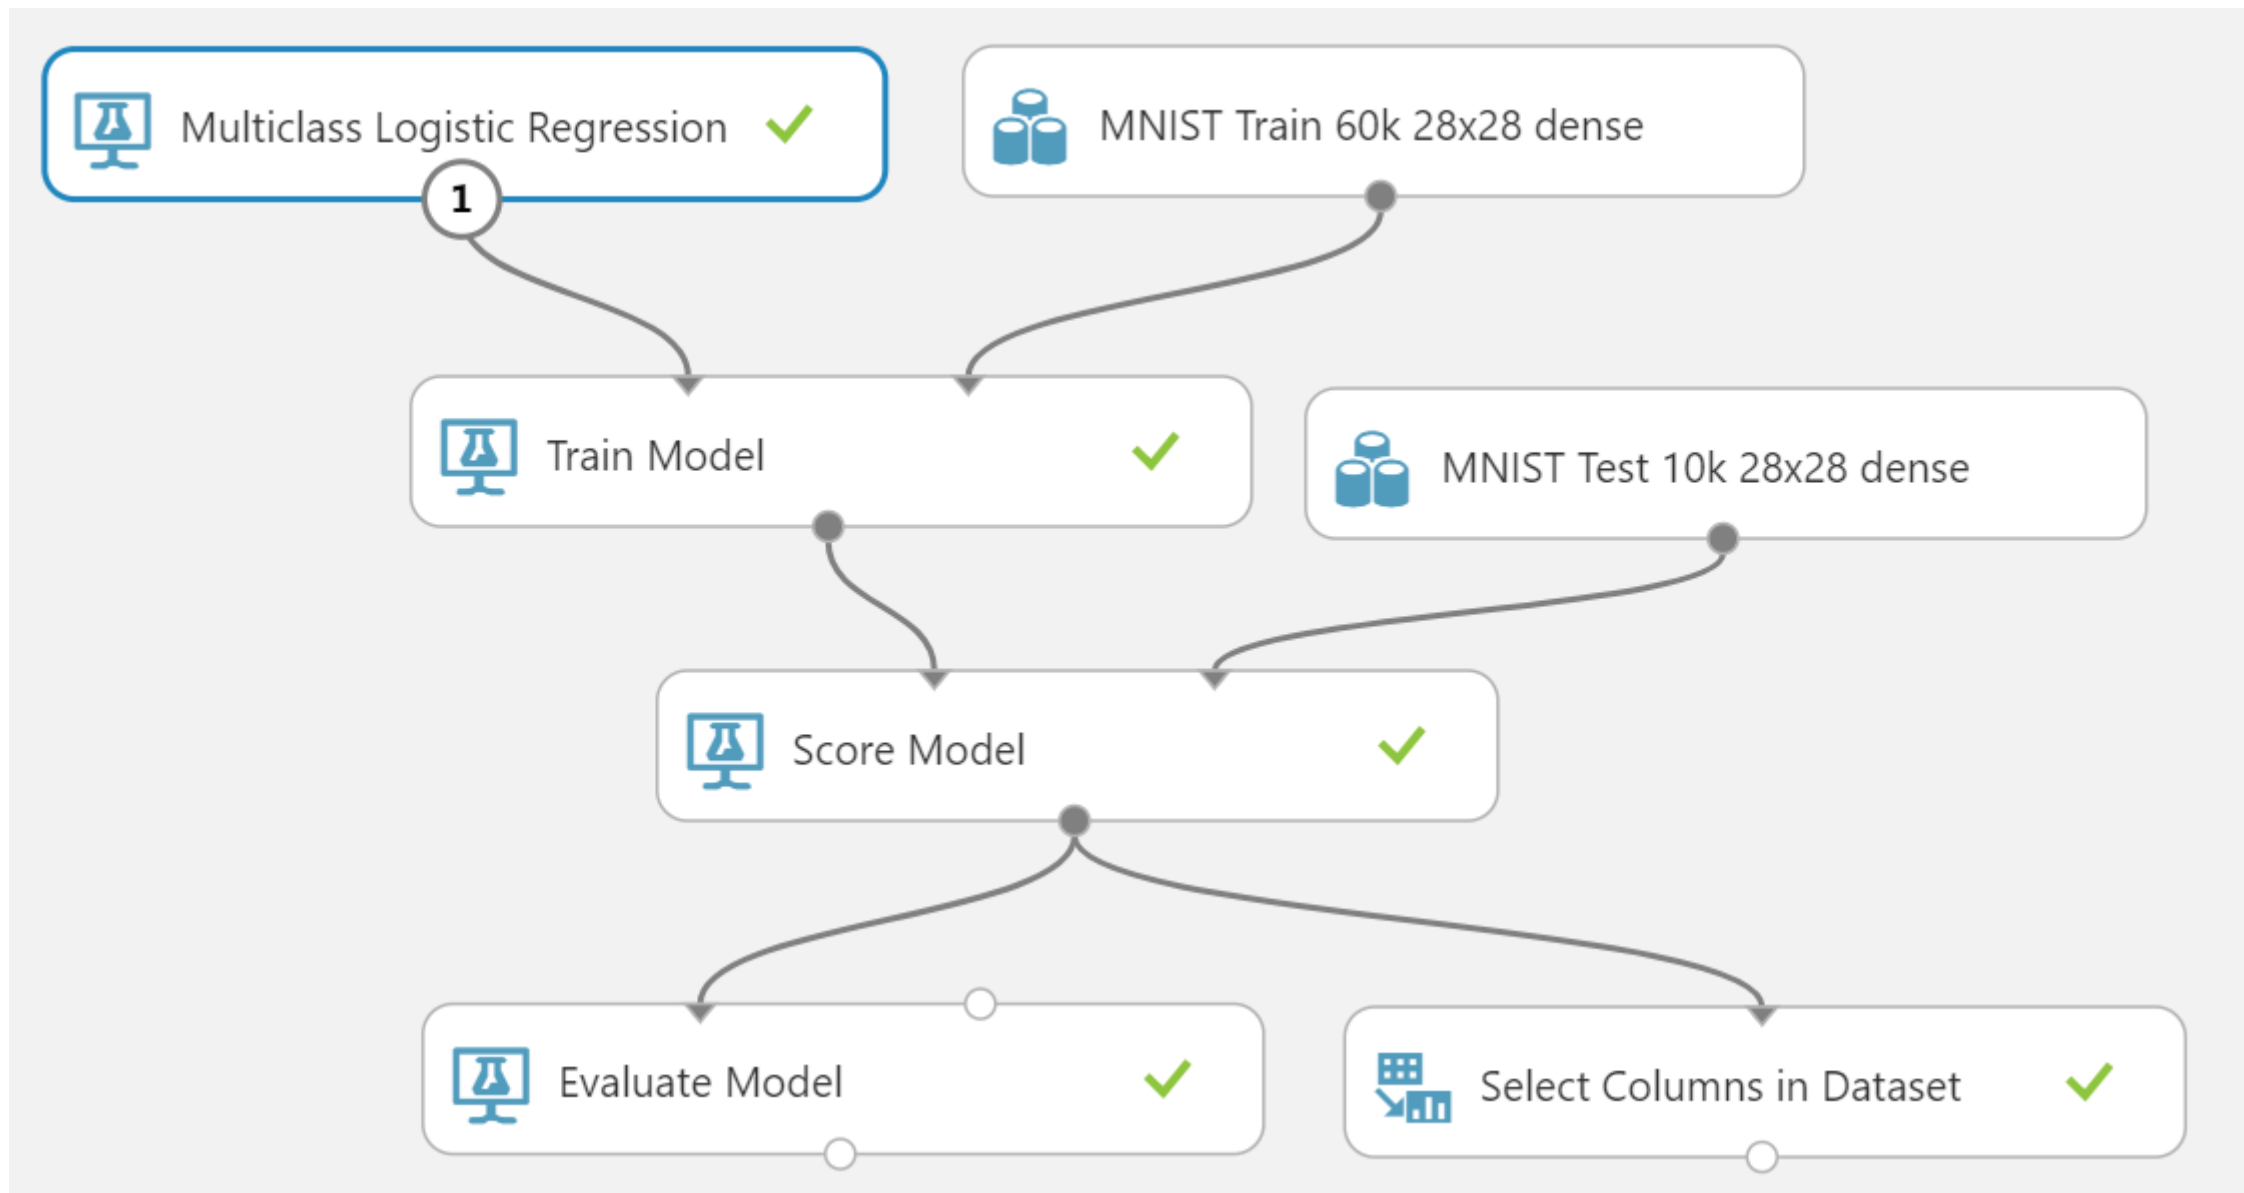 Multiclass Logistic Regression
MNIST Train 60k 28x28 dense
1
Train Model
MNIST Test 10k 28x28 dense
Score Model
Evaluate Model
Select Columns in Dataset